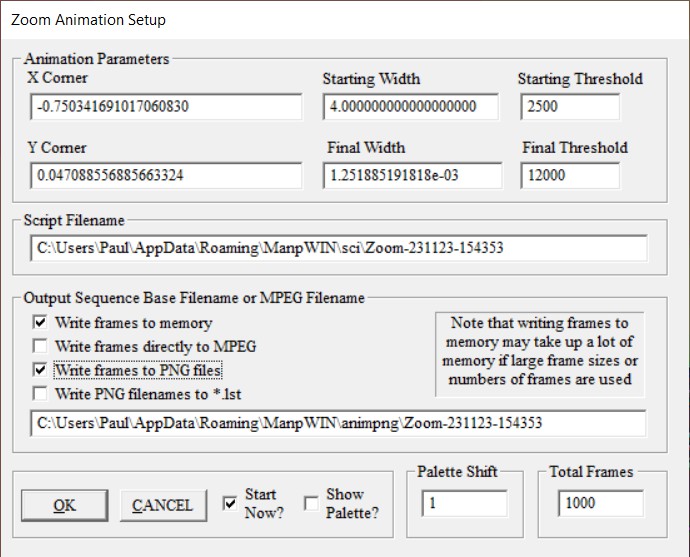 Zoom Animation Setup
Animation Parameters
X Corner
Starting Width
Starting Threshold
-0.750341691017060830
4.000000000000000000
2500
Y Corner
Final Width
Final Threshold
0.047088556885663324
1.251885191818e-03
12000
Script Filename
C:\Users\Paul\AppData\Roaming\ManpWIN\sci\Zoom-231123-154353
Output Sequence Base Filename or MPEG Filename
Write frames to memory
Write frames directly to MPEG
Write frames to PNG files
Write PNG filenames to *.lst
Note that writing frames to
memory may take up a lot of
memory if large frame sizes or
numbers of frames are used
C:\Users\Paul\AppData\Roaming\ManpWIN\animpng\Zoom-231123-154353
OK
CANCEL
Start
Now?
Show
Palette?
Palette Shift
1
Total Frames
1000